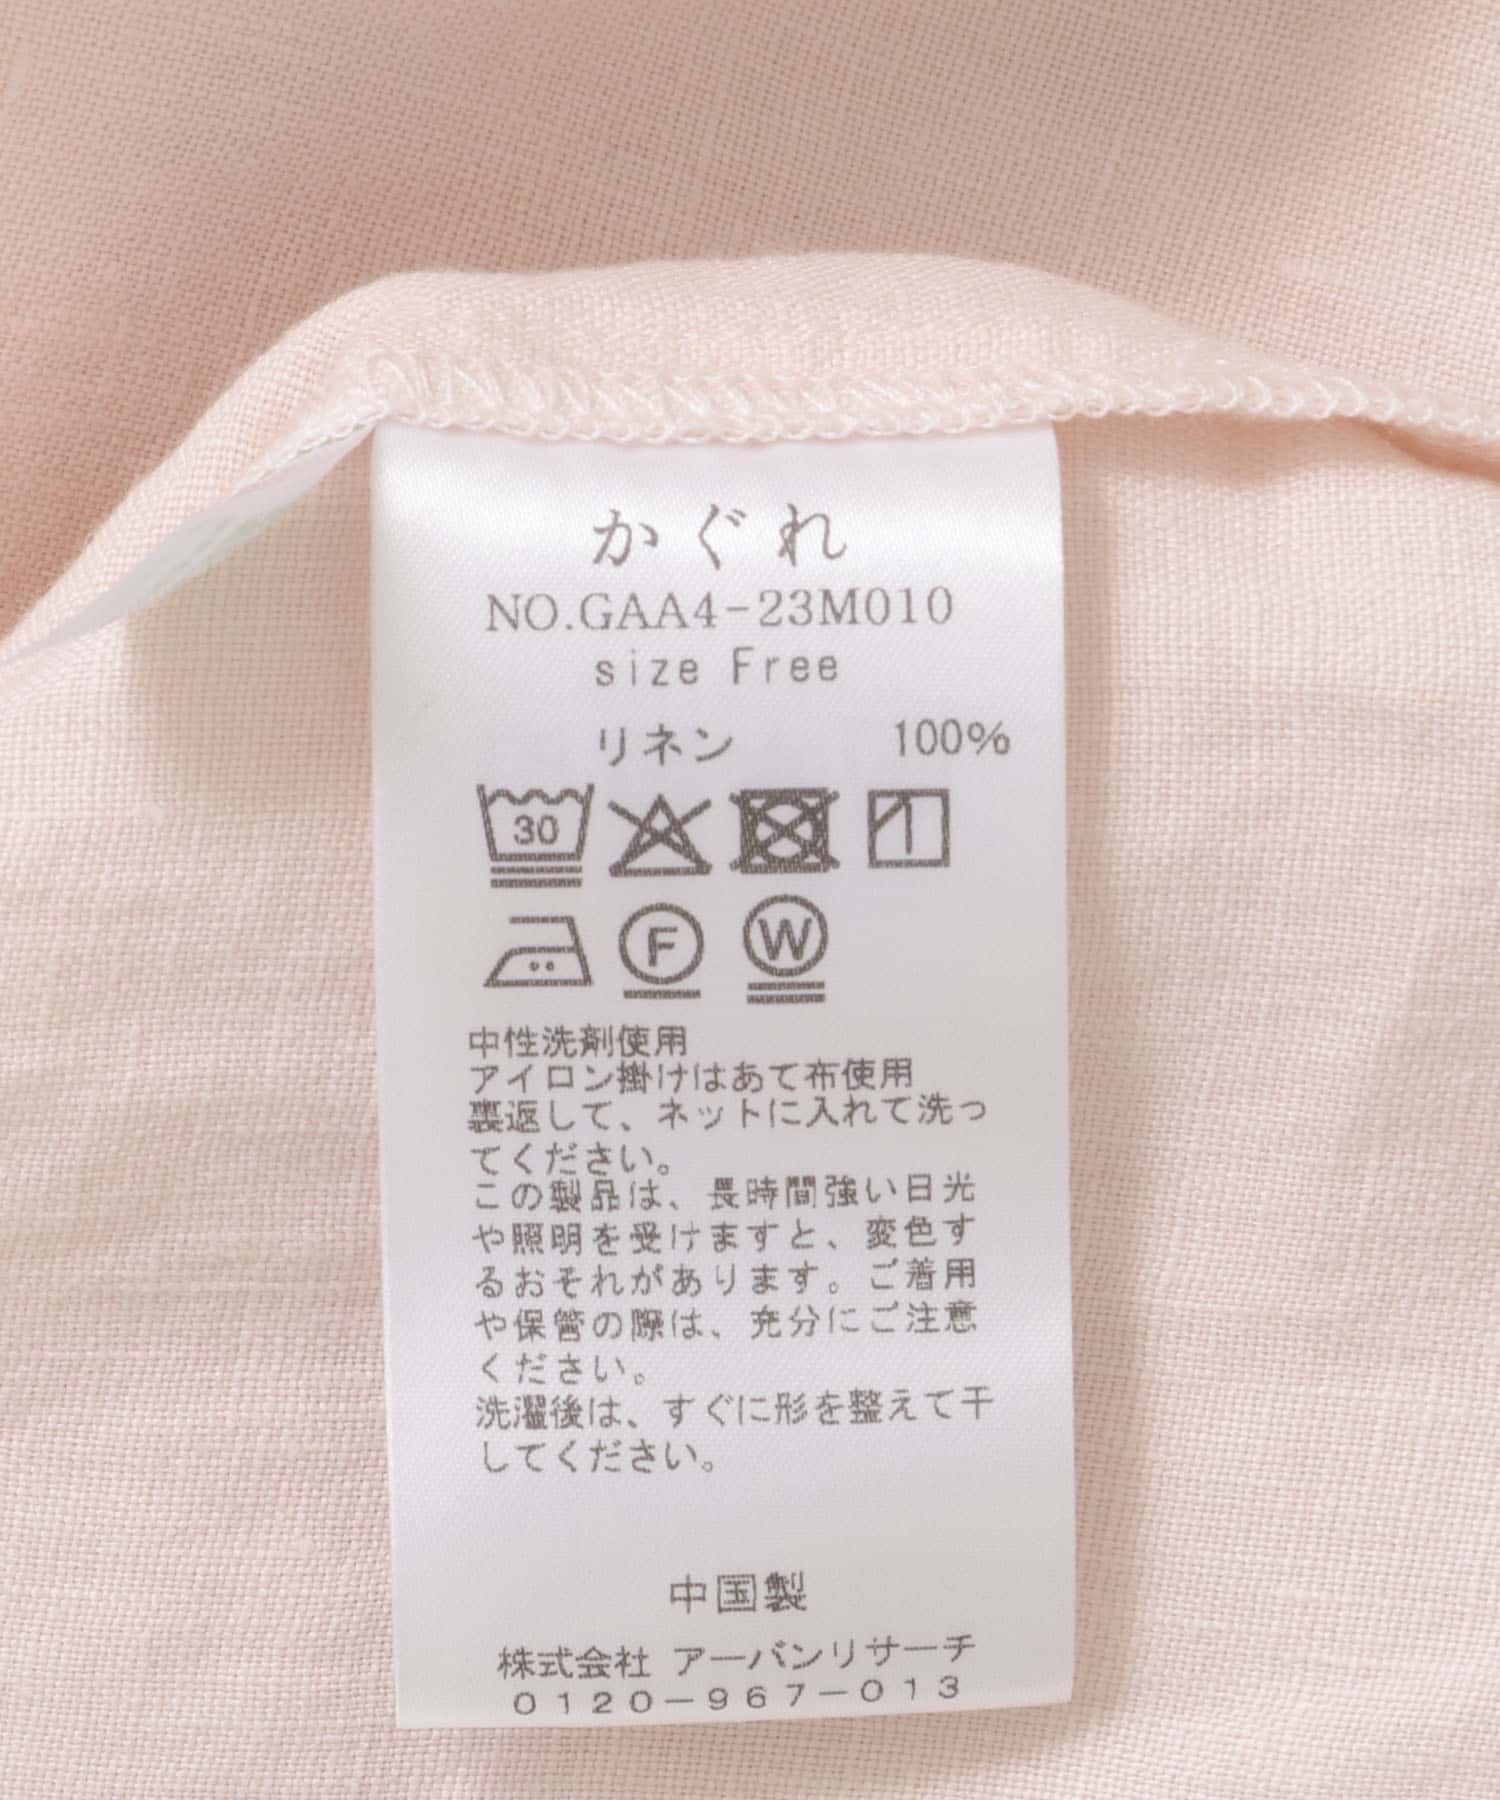 かぐれ
NO.GAA4-23M010
size Free
リネン 100%
30
F W
中性洗剤使用
アイロン掛けはあて布使用
裏返して、ネットに入れて洗っ
てください。
この製品は、長時間強い日光
や照明を受けますと、変色す
るおそれがあります。ご着用
や保管の際は、充分にご注意
ください。
洗濯後は、すぐに形を整えて干
してください。
中国製
株式会社 アーバンリサーチ
0120-967-013